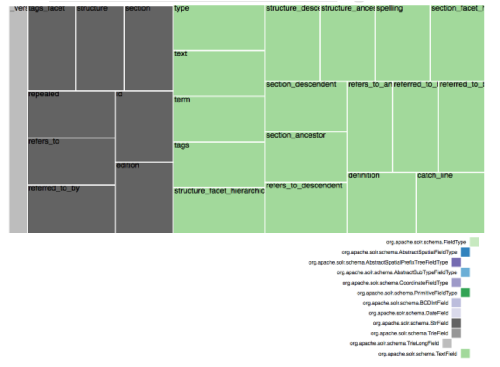 _ver
tags_facet
structure
section
type
structure_desc
structure_ances
spelling
section_facet_h
text
section_descendent
refers_to_an
referred_to_
referred_to_
repeated
id
term
section_ancestor
refers_to
tags
edition
definition
catch_line
referred_to_by
structure_facet_hierarchic
refers_to_descendent
org.apache.solr.schema.FieldType
org.apache.solr.schema.AbstractSpatialFieldType
org.apache.solr.schema.AbstractSpatialPrefixTreeFieldType
org.apache.solr.schema.AbstractSubTypeFieldType
org.apache.solr.schema.CoordinateFieldType
org.apache.solr.schema.PrimitiveFieldType
org.apache.solr.schema.BCDIntField
org.apache.solr.schema.DateField
org.apache.solr.schema.StrField
org.apache.solr.schema.TrieField
org.apache.solr.schema.TrieLongField
org.apache.solr.schema.TextField